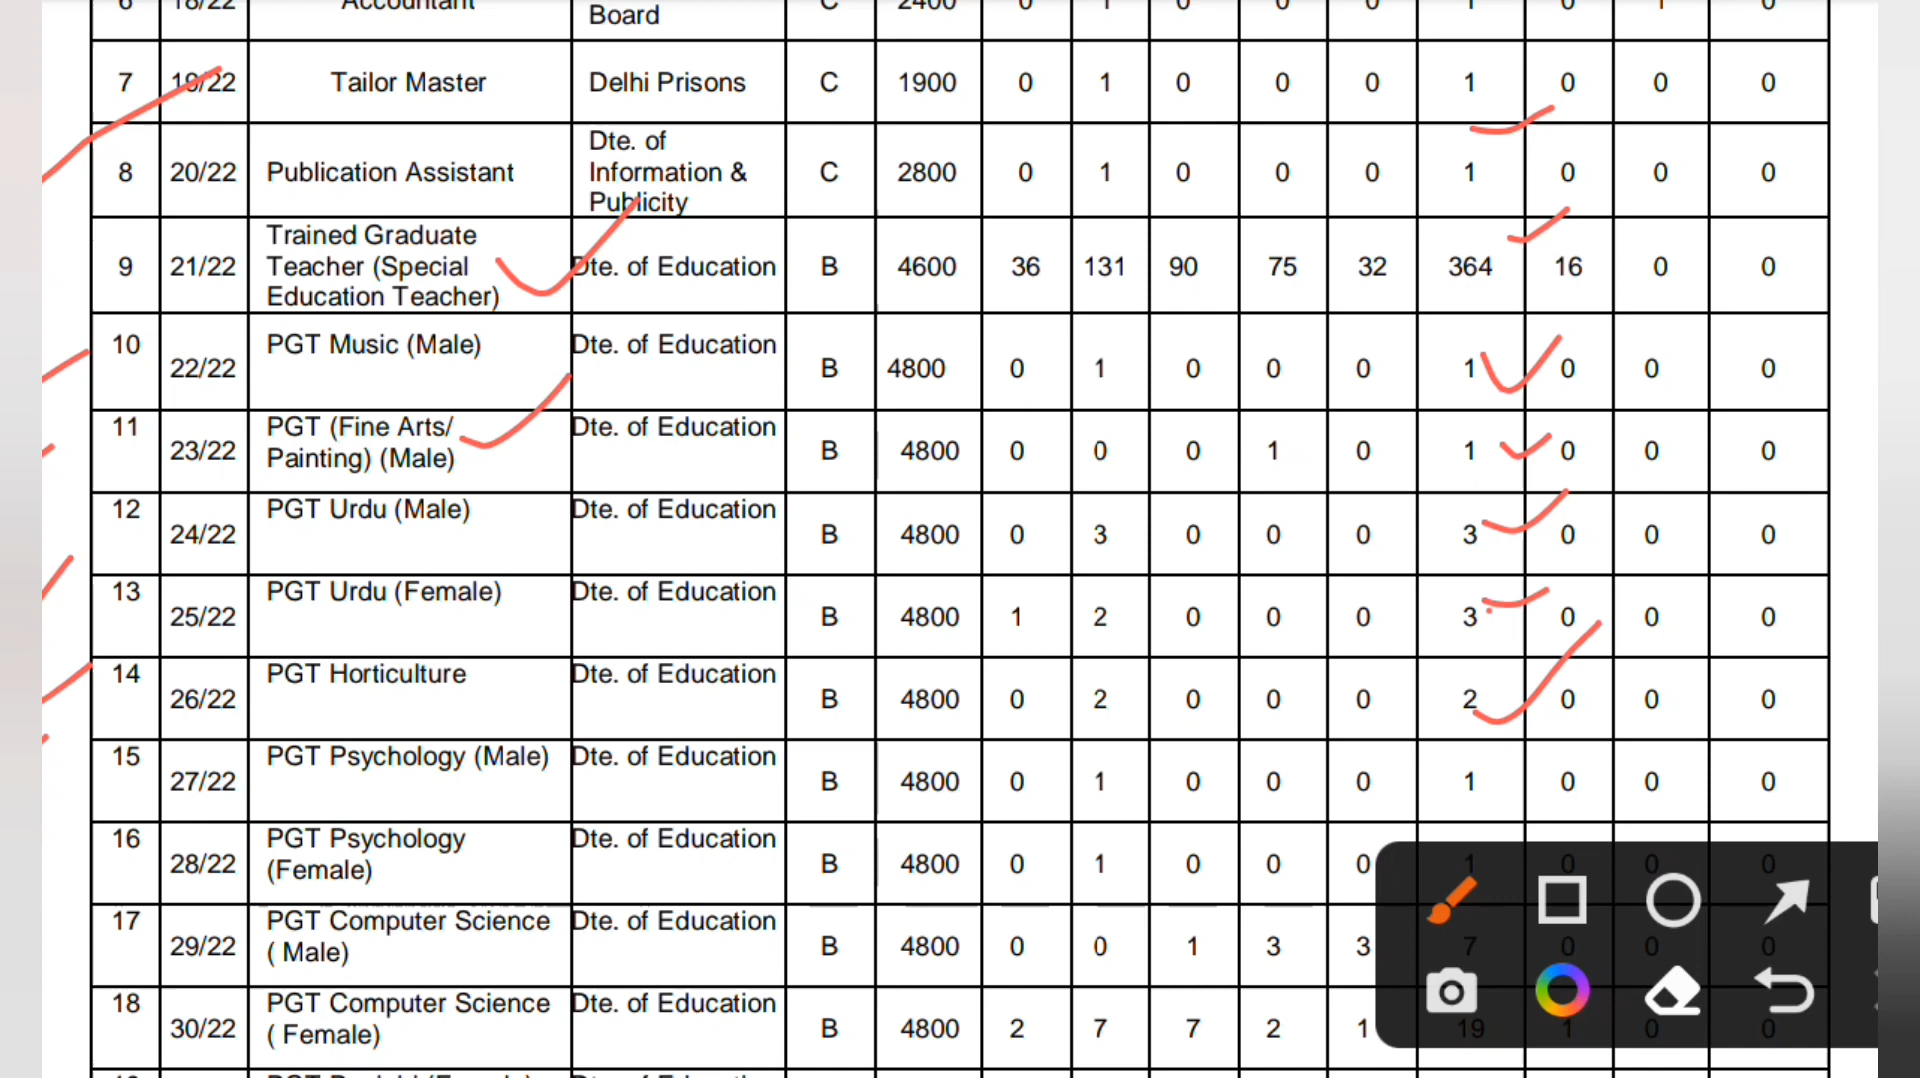 6 18/22 Accountant Board C 2400 0 1 0 0 0 1 0 1 0
7 19/22 Tailor Master Delhi Prisons C 1900 0 1 0 0 0 1 0 0 0
8 20/22 Publication Assistant Dte. of Information & Publicity C 2800 0 1 0 0 0 1 0 0 0
9 21/22 Trained Graduate Teacher (Special Education Teacher) Dte. of Education B 4600 36 131 90 75 32 364 16 0 0
10 22/22 PGT Music (Male) Dte. of Education B 4800 0 1 0 0 0 1 0 0 0
11 23/22 PGT (Fine Arts/ Painting) (Male) Dte. of Education B 4800 0 0 0 1 0 1 0 0 0
12 24/22 PGT Urdu (Male) Dte. of Education B 4800 0 3 0 0 0 3 0 0 0
13 25/22 PGT Urdu (Female) Dte. of Education B 4800 1 2 0 0 0 3 0 0 0
14 26/22 PGT Horticulture Dte. of Education B 4800 0 2 0 0 0 2 0 0 0
15 27/22 PGT Psychology (Male) Dte. of Education B 4800 0 1 0 0 0 1 0 0 0
16 28/22 PGT Psychology (Female) Dte. of Education B 4800 0 1 0 0 0 1 0 0 0
17 29/22 PGT Computer Science ( Male) Dte. of Education B 4800 0 0 1 3 3 7 0 0 0
18 30/22 PGT Computer Science ( Female) Dte. of Education B 4800 2 7 7 2 1 19 1 0 0